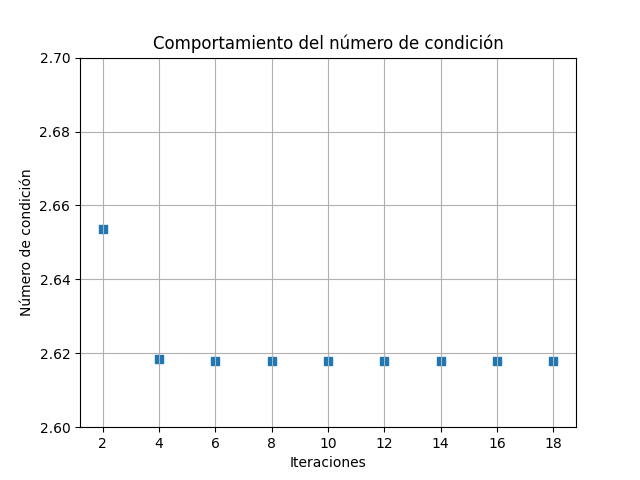 Comportamiento del número de condición
2.70
2.68
2.66
2.64
2.62
2.60
Número de condición
2 4 6 8 10 12 14 16 18
Iteraciones